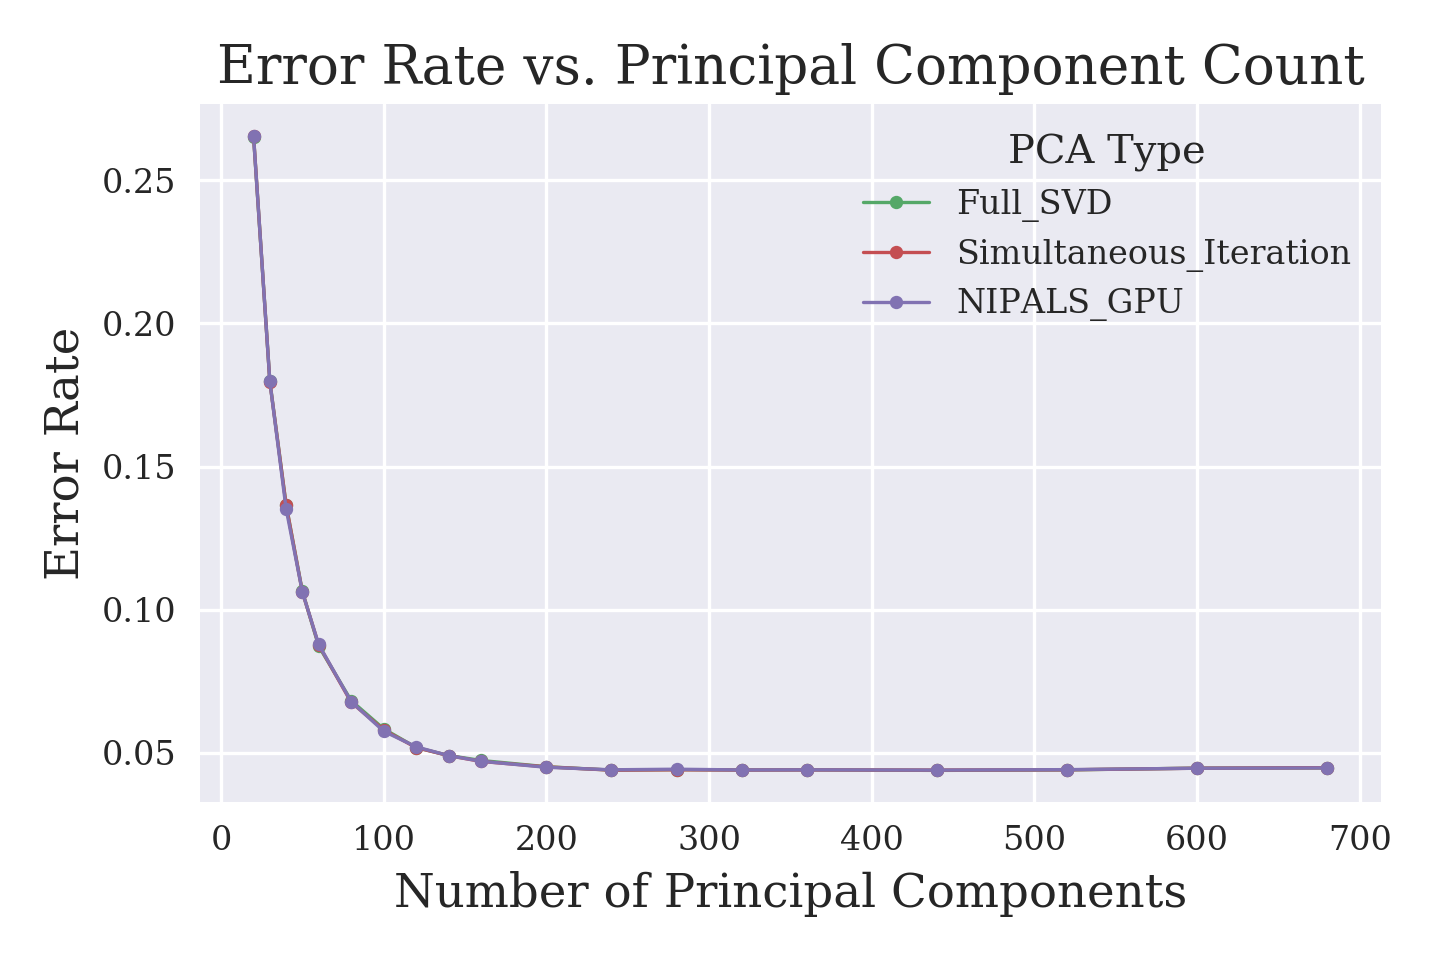 Error Rate vs. Principal Component Count
PCA Type
Full_SVD
Simultaneous_Iteration
NIPALS_GPU
Error Rate
0.25
0.20
0.15
0.10
0.05
0 100 200 300 400 500 600 700
Number of Principal Components